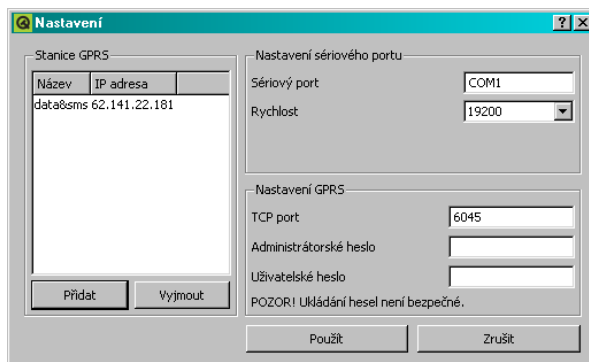 Nastavení
Stanice GPRS
Název IP adresa
data&sms 62.141.22.181
Přidat Vyjmout
Nastavení sériového portu
Sériový port COM1
Rychlost 19200
Nastavení GPRS
TCP port 6045
Administrátorské heslo
Uživatelské heslo
POZOR! Ukládání hesel není bezpečné.
Použít Zrušit